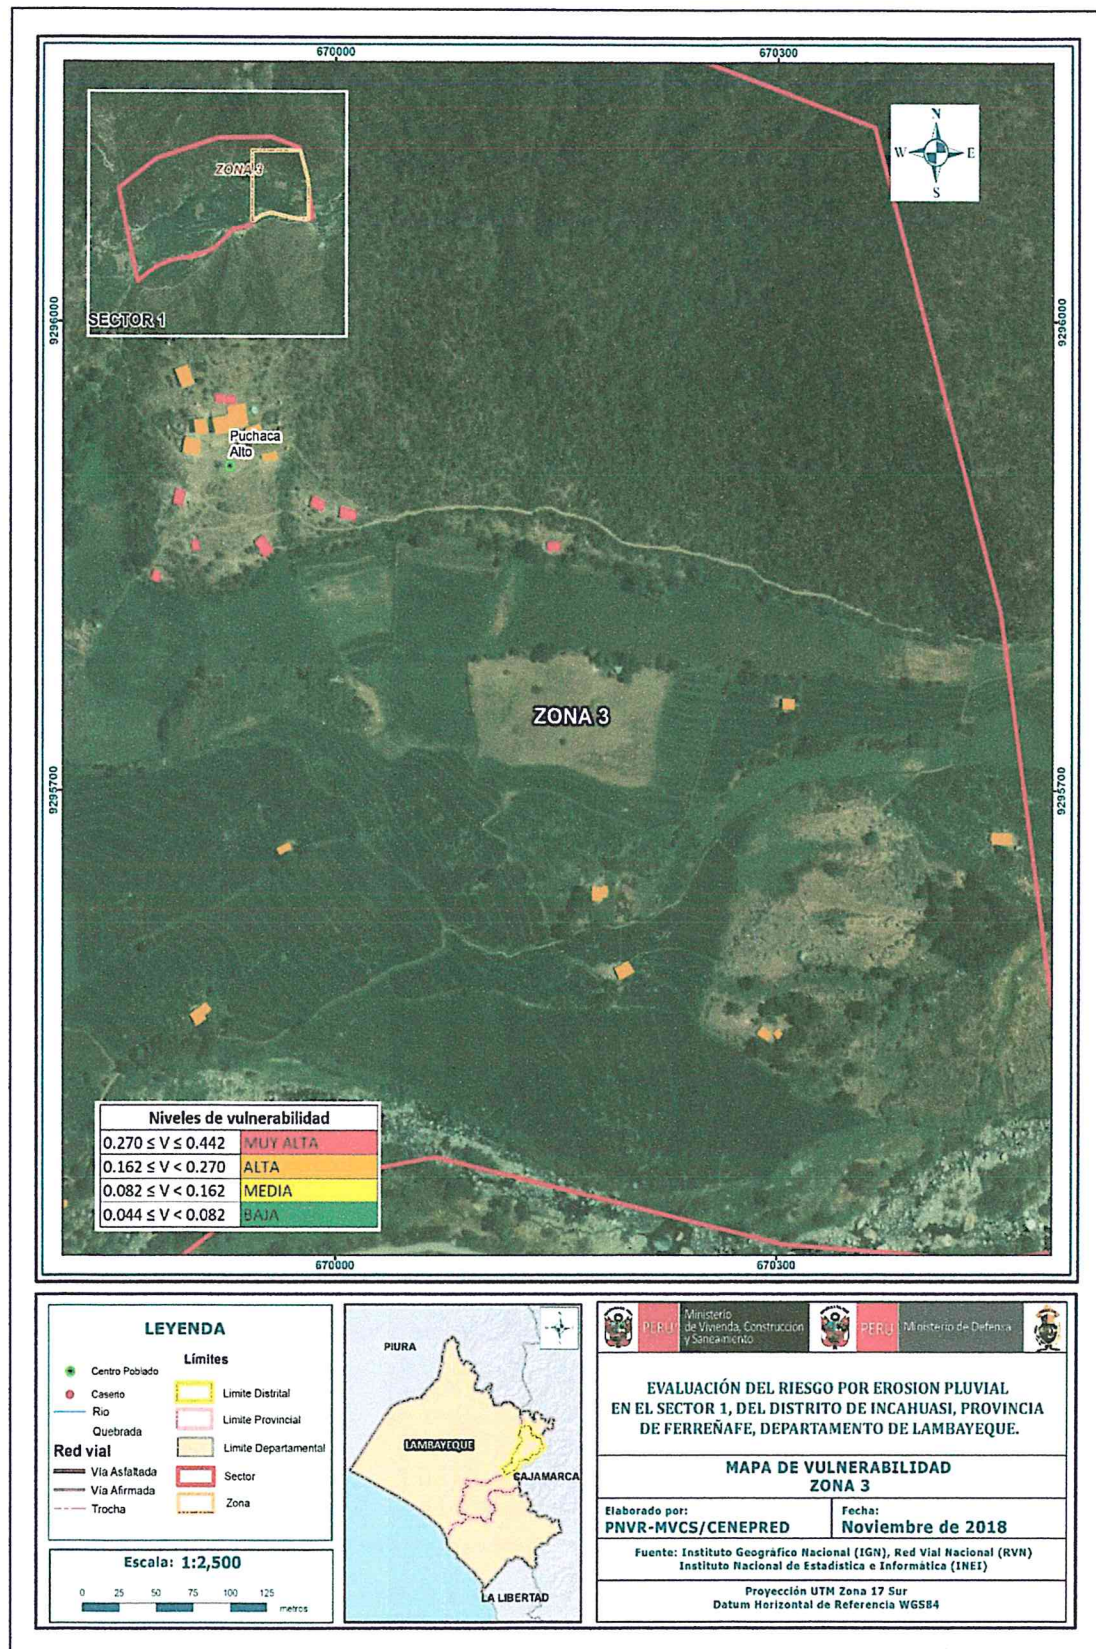 670000
670300
N
W
E
S
ZONA 3
SECTOR 1
9296000
9296000
Puchaca
Alto
ZONA 3
9295700
9295700
Niveles de vulnerabilidad
0.270 ≤ V ≤ 0.442 MUY ALTA
0.162 ≤ V < 0.270 ALTA
0.082 ≤ V < 0.162 MEDIA
0.044 ≤ V < 0.082 BAJA
670000
670300
LEYENDA
Centro Poblado
Caserio
Rio
Quebrada
Red vial
Vía Asfaltada
Vía Afirmada
Trocha
Límites
Limite Distrital
Limite Provincial
Limite Departamental
Sector
Zona
Escala: 1:2,500
0 25 50 75 100 125
metros
PIURA
LAMBAYEQUE
CAJAMARCA
LA LIBERTAD
PERÚ
Ministerio
de Vivienda, Construcción
y Saneamiento
PERÚ
Ministerio de Defensa
EVALUACIÓN DEL RIESGO POR EROSION PLUVIAL
EN EL SECTOR 1, DEL DISTRITO DE INCAHUASI, PROVINCIA
DE FERREÑAFE, DEPARTAMENTO DE LAMBAYEQUE.
MAPA DE VULNERABILIDAD
ZONA 3
Elaborado por:
PNVR-MVCS/CENEPRED
Fecha:
Noviembre de 2018
Fuente: Instituto Geográfico Nacional (IGN), Red Vial Nacional (RVN)
Instituto Nacional de Estadística e Informática (INEI)
Proyección UTM Zona 17 Sur
Datum Horizontal de Referencia WGS84